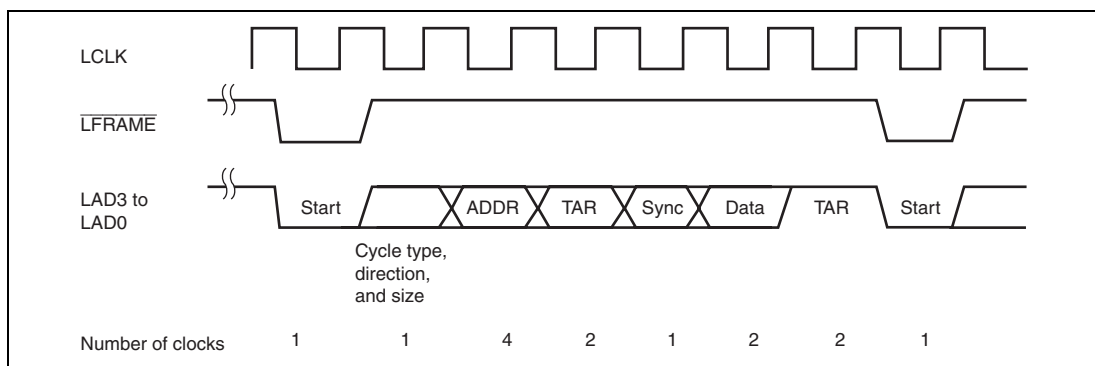 LCLK
LFRAME
LAD3 to
LAD0
Start ADDR TAR Sync Data TAR Start
Cycle type,
direction,
and size
Number of clocks 1 1 4 2 1 2 2 1